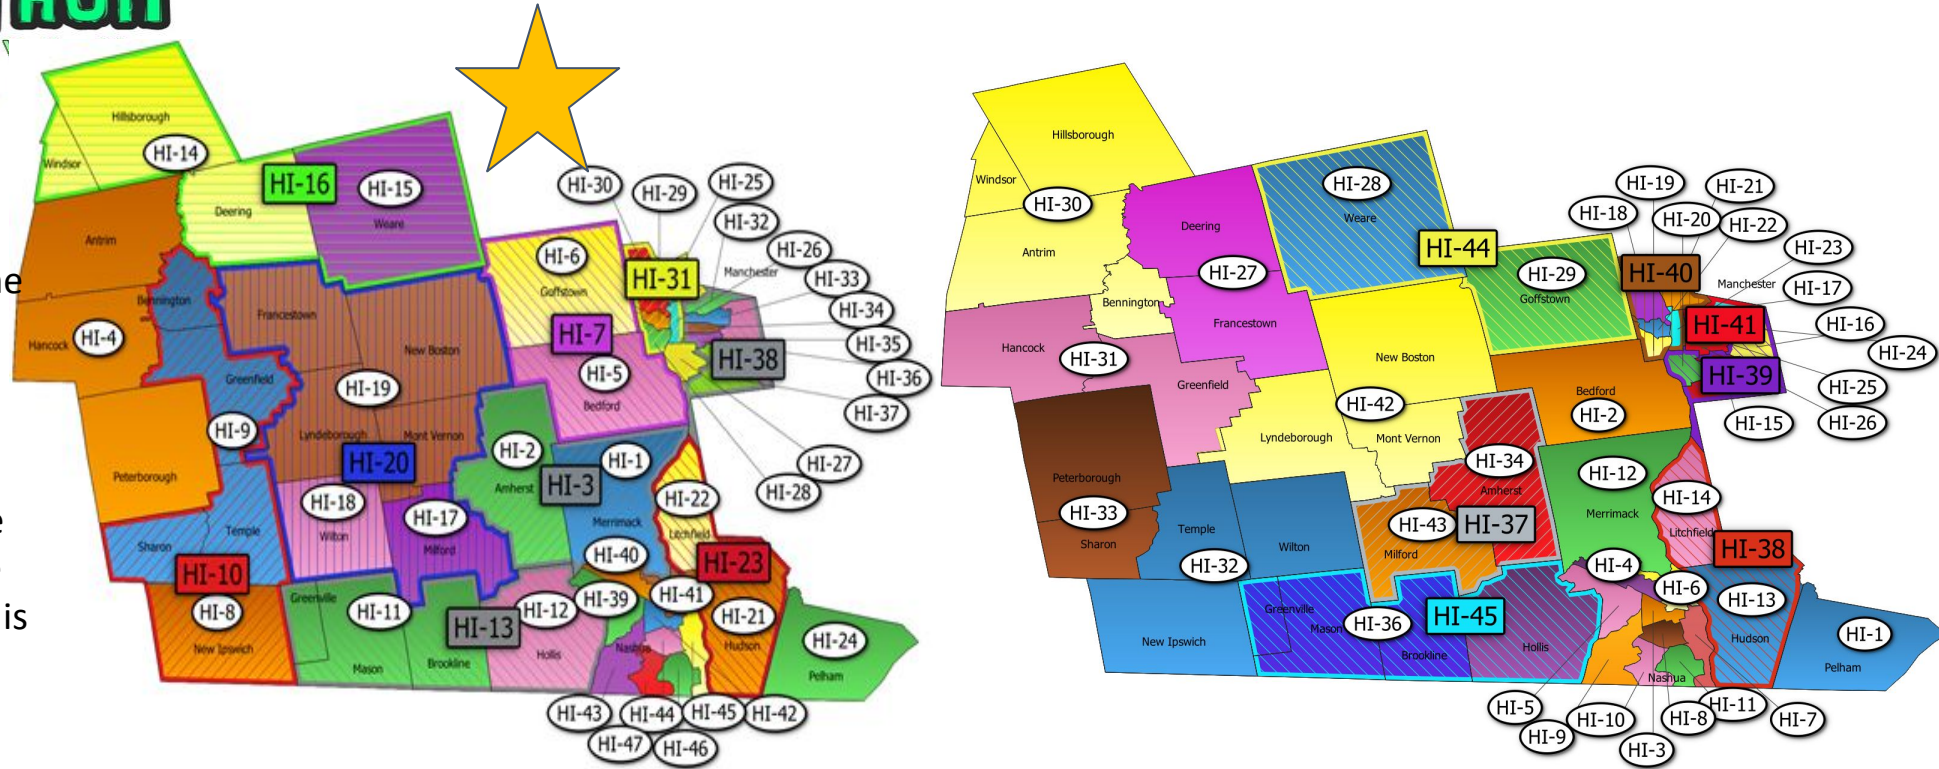 HUTT
ne
e
is
Hillsborough
Windsor
HI-14
HI-16
HI-15
Deering
Weare
Antrim
Bennington
Hancock
HI-4
Francestown
New Boston
Greenfield
HI-19
HI-9
Lyndeborough
Mont Vernon
HI-20
Peterborough
HI-18
HI-17
Sharon
Temple
Wilton
Milford
HI-10
HI-8
New Ipswich
Greenville
HI-11
Mason
Brookline
HI-13
HI-12
Hollis
HI-30
HI-29
HI-25
HI-32
HI-26
HI-33
HI-34
HI-35
HI-36
HI-37
HI-27
HI-28
Manchester
HI-6
Goffstown
HI-31
HI-7
HI-38
HI-5
Bedford
HI-2
Amherst
HI-3
HI-1
Merrimack
HI-22
Litchfield
HI-23
HI-40
HI-39
HI-41
HI-21
Hudson
HI-24
Pelham
Nashua
HI-43
HI-44
HI-45
HI-42
HI-47
HI-46
Hillsborough
Windsor
HI-30
Antrim
Bennington
Deering
HI-27
Francestown
HI-28
Weare
HI-44
HI-29
Goffstown
HI-18
HI-19
HI-20
HI-21
HI-22
HI-23
Manchester
HI-17
HI-16
HI-24
HI-25
HI-26
HI-15
HI-40
HI-41
HI-39
Hancock
HI-31
Greenfield
New Boston
HI-42
Lyndeborough
Mont Vernon
Bedford
HI-2
Peterborough
HI-33
Sharon
Temple
HI-32
Wilton
HI-34
Amherst
HI-43
HI-37
Milford
HI-12
Merrimack
HI-14
Litchfield
HI-38
HI-4
HI-6
HI-13
Hudson
HI-1
Pelham
New Ipswich
Greenville
Mason
HI-36
HI-45
Brookline
Hollis
Nashua
HI-5
HI-9
HI-10
HI-3
HI-8
HI-11
HI-7